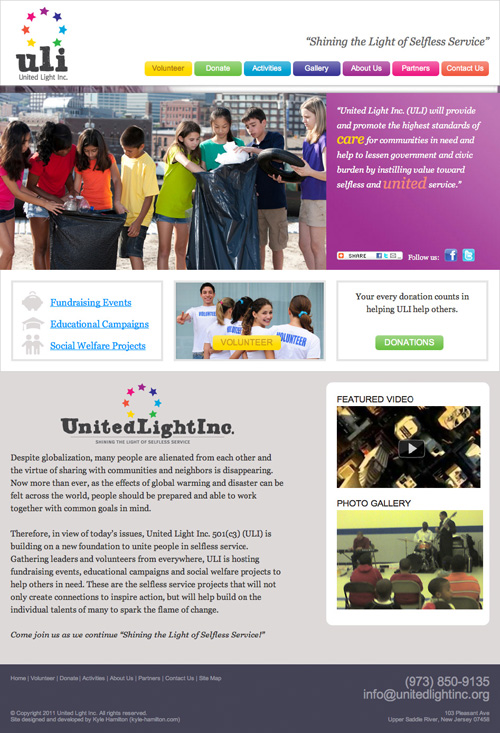 uli
United Light Inc.
“Shining the Light of Selfless Service”
Volunteer Donate Activities Gallery About Us Partners Contact Us
“United Light Inc. (ULI) will provide
and promote the highest standards of
care for communities in need and
help to lessen government and civic
burden by instilling value toward
selfless and united service.”
SHARE
Follow us:
Fundraising Events
Educational Campaigns
Social Welfare Projects
VOLUNTEER
VOLUNTEER
VOLUNTEER
Your every doration counts in
helping ULI help others.
DONATIONS
UnitedLightInc.
SHINING THE LIGHT OF SELFLESS SERVICE
Despite globalization, many people are alienated from each other and
the virtue of sharing with communities and neighbors is disappearing.
Now more than ever, as the effects of global warming and disaster can be
felt across the world, people should be prepared and able to work
together with common goals in mind.
Therefore, in view of today's issues, United Light Inc. 501(c3) (ULI) is
building on a new foundation to unite people in selfless service.
Gathering leaders and volunteers from everywhere, ULI is hosting
fundraising events, educational campaigns and social welfare projects to
help others in need. These are the selfless service projects that will not
only create connections to inspire action, but will help build on the
individual talents of many to spark the flame of change.
Come join us as we continue “Shining the Light of Selfless Service!”
FEATURED VIDEO
PHOTO GALLERY
Home | Volunteer | Donate | Activities | About Us | Partners | Contact Us | Site Map
(973) 850-9135
info@unitedlightinc.org
© Copyright 2011 United Light Inc. All rights reserved.
Site designed and developed by Kyle Hamilton (kyle-hamilton.com)
103 Pleasant Ave
Upper Saddle River, New Jersey 07458